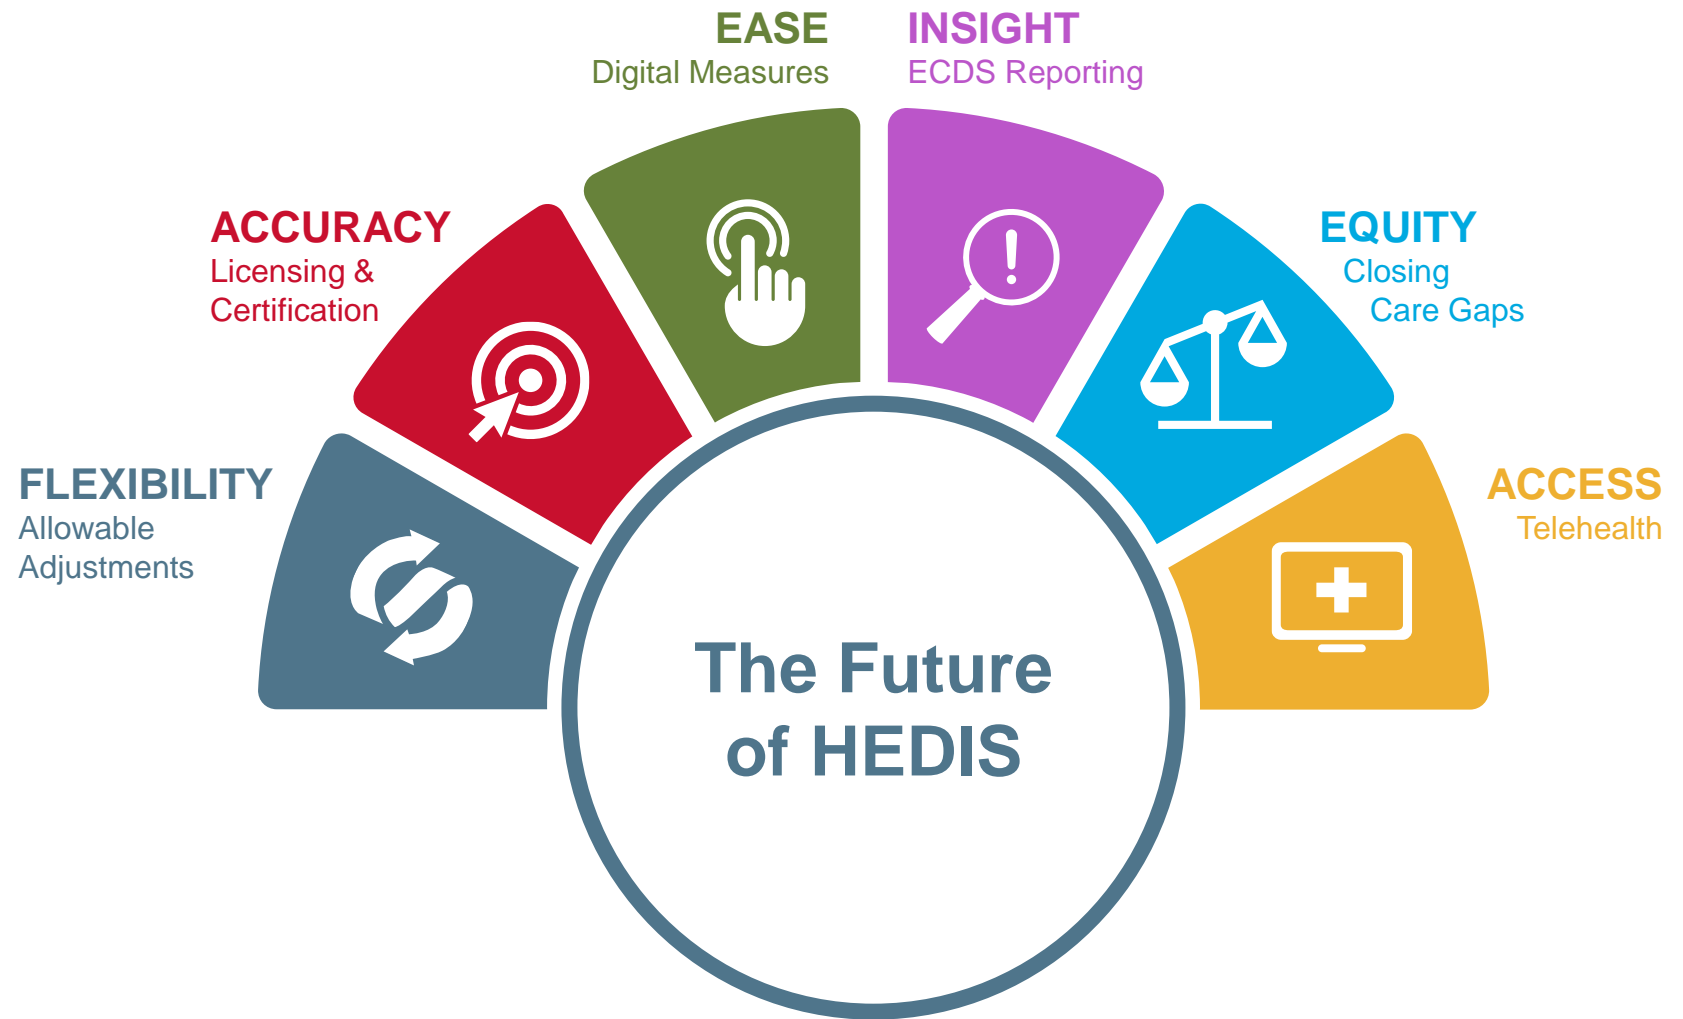 EASE
Digital Measures
INSIGHT
ECDS Reporting
ACCURACY
Licensing &
Certification
EQUITY
Closing
Care Gaps
FLEXIBILITY
Allowable
Adjustments
ACCESS
Telehealth
The Future
of HEDIS